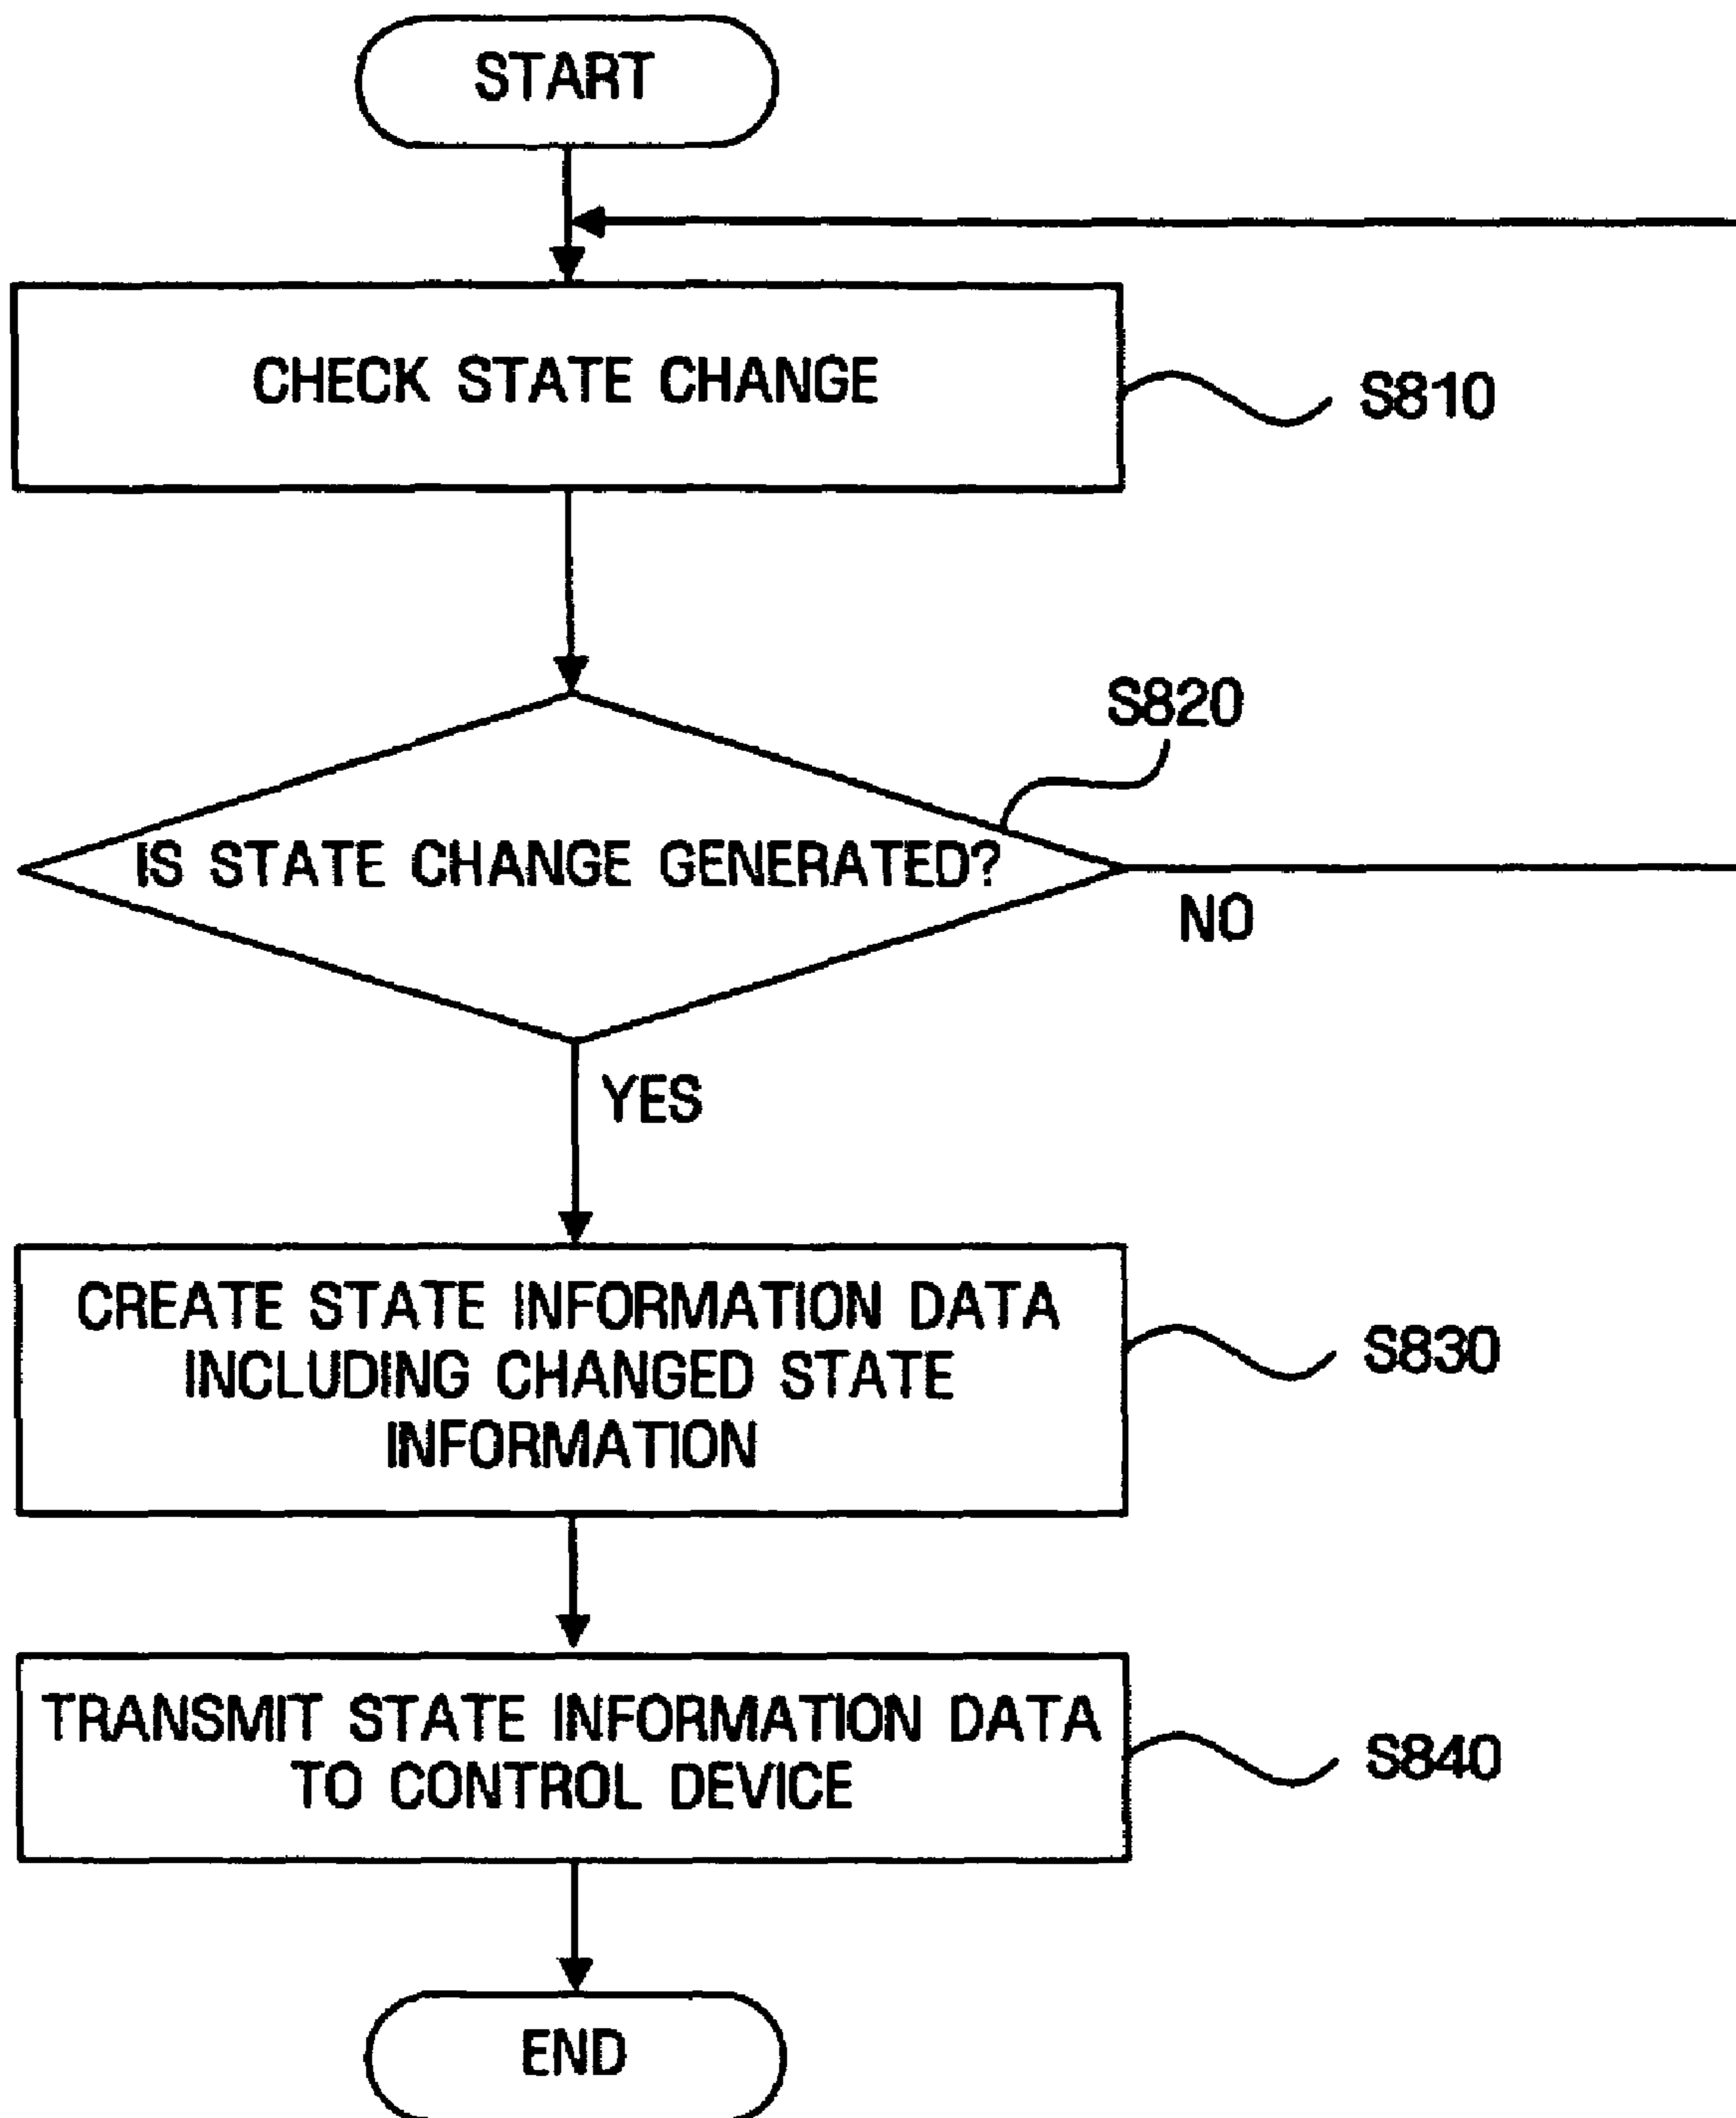 START
CHECK STATE CHANGE
S810
S820
IS STATE CHANGE GENERATED?
NO
YES
CREATE STATE INFORMATION DATA
INCLUDING CHANGED STATE
INFORMATION
S830
TRANSMIT STATE INFORMATION DATA
TO CONTROL DEVICE
S840
END